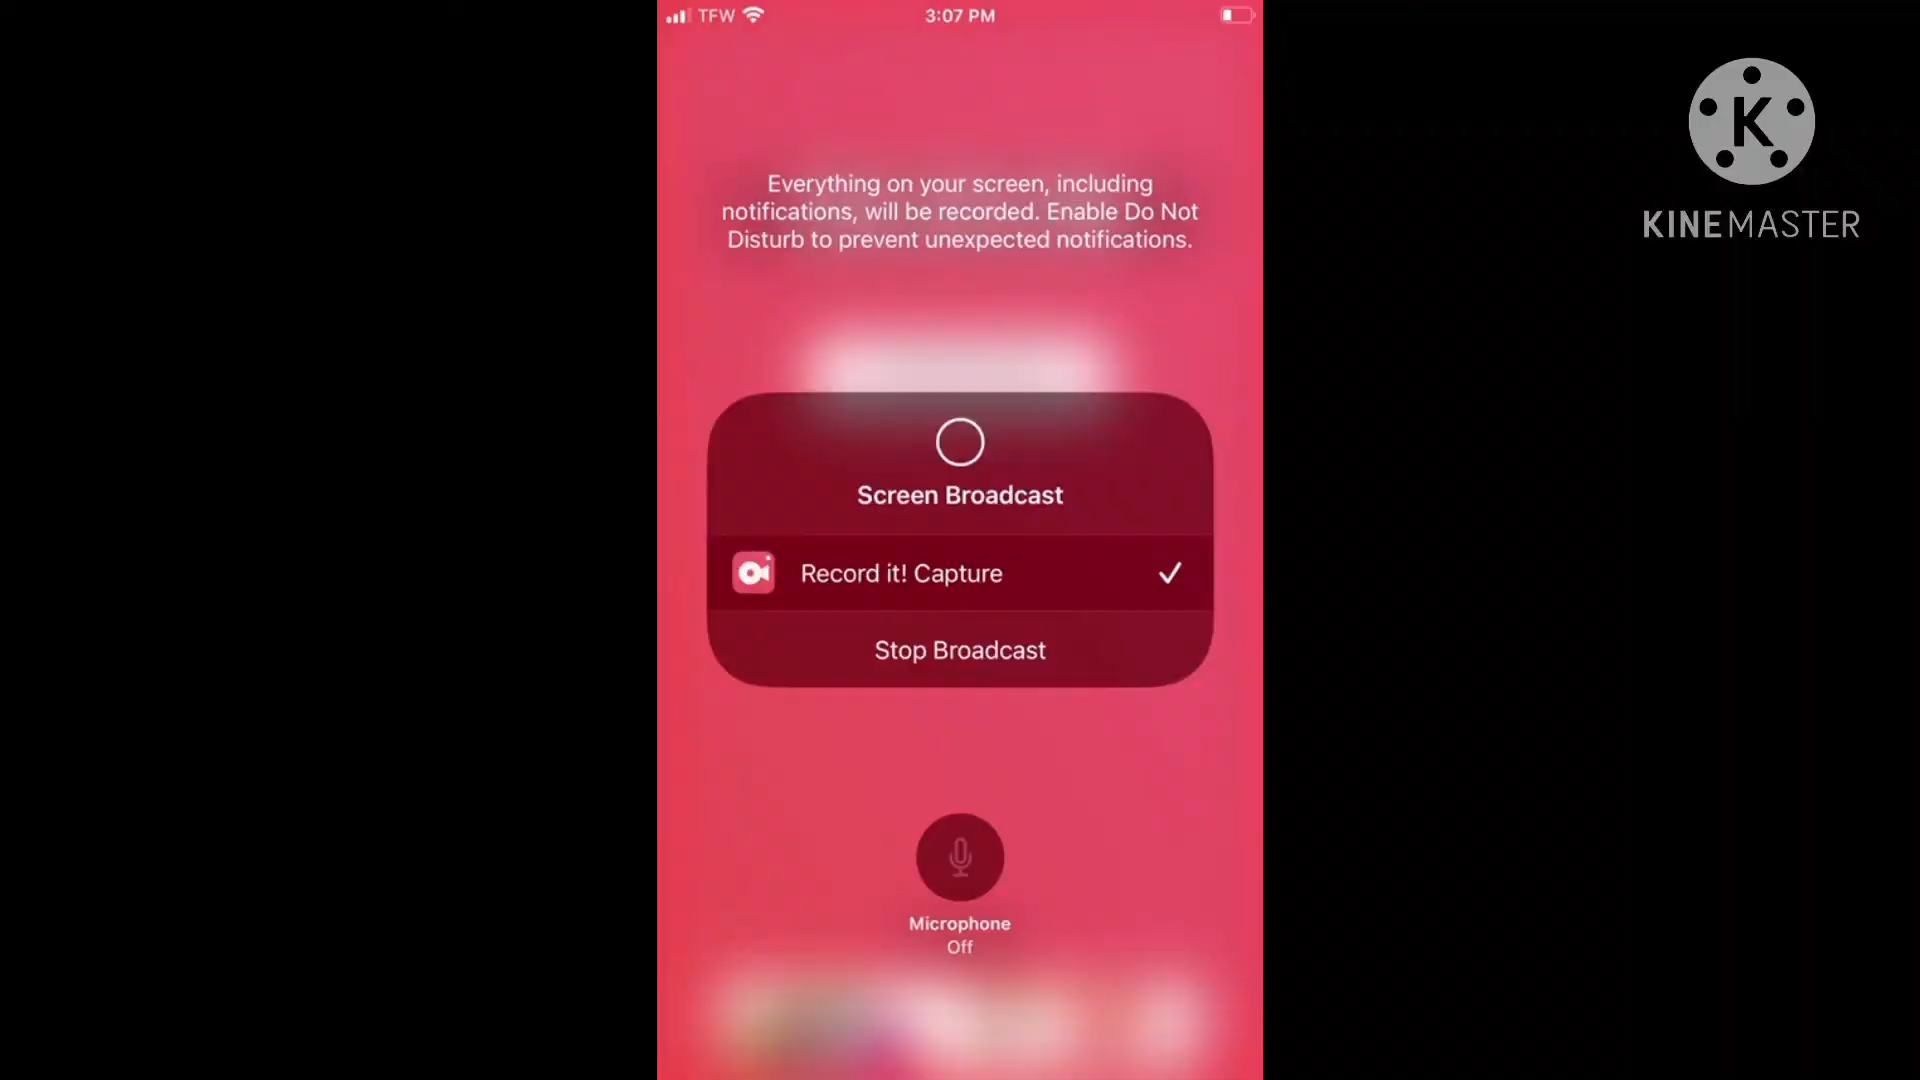 TFW
3:07 PM
K
KINEMASTER
Everything on your screen, including
notifications, will be recorded. Enable Do Not
Disturb to prevent unexpected notifications.
Screen Broadcast
Record it! Capture
Stop Broadcast
Microphone
Off